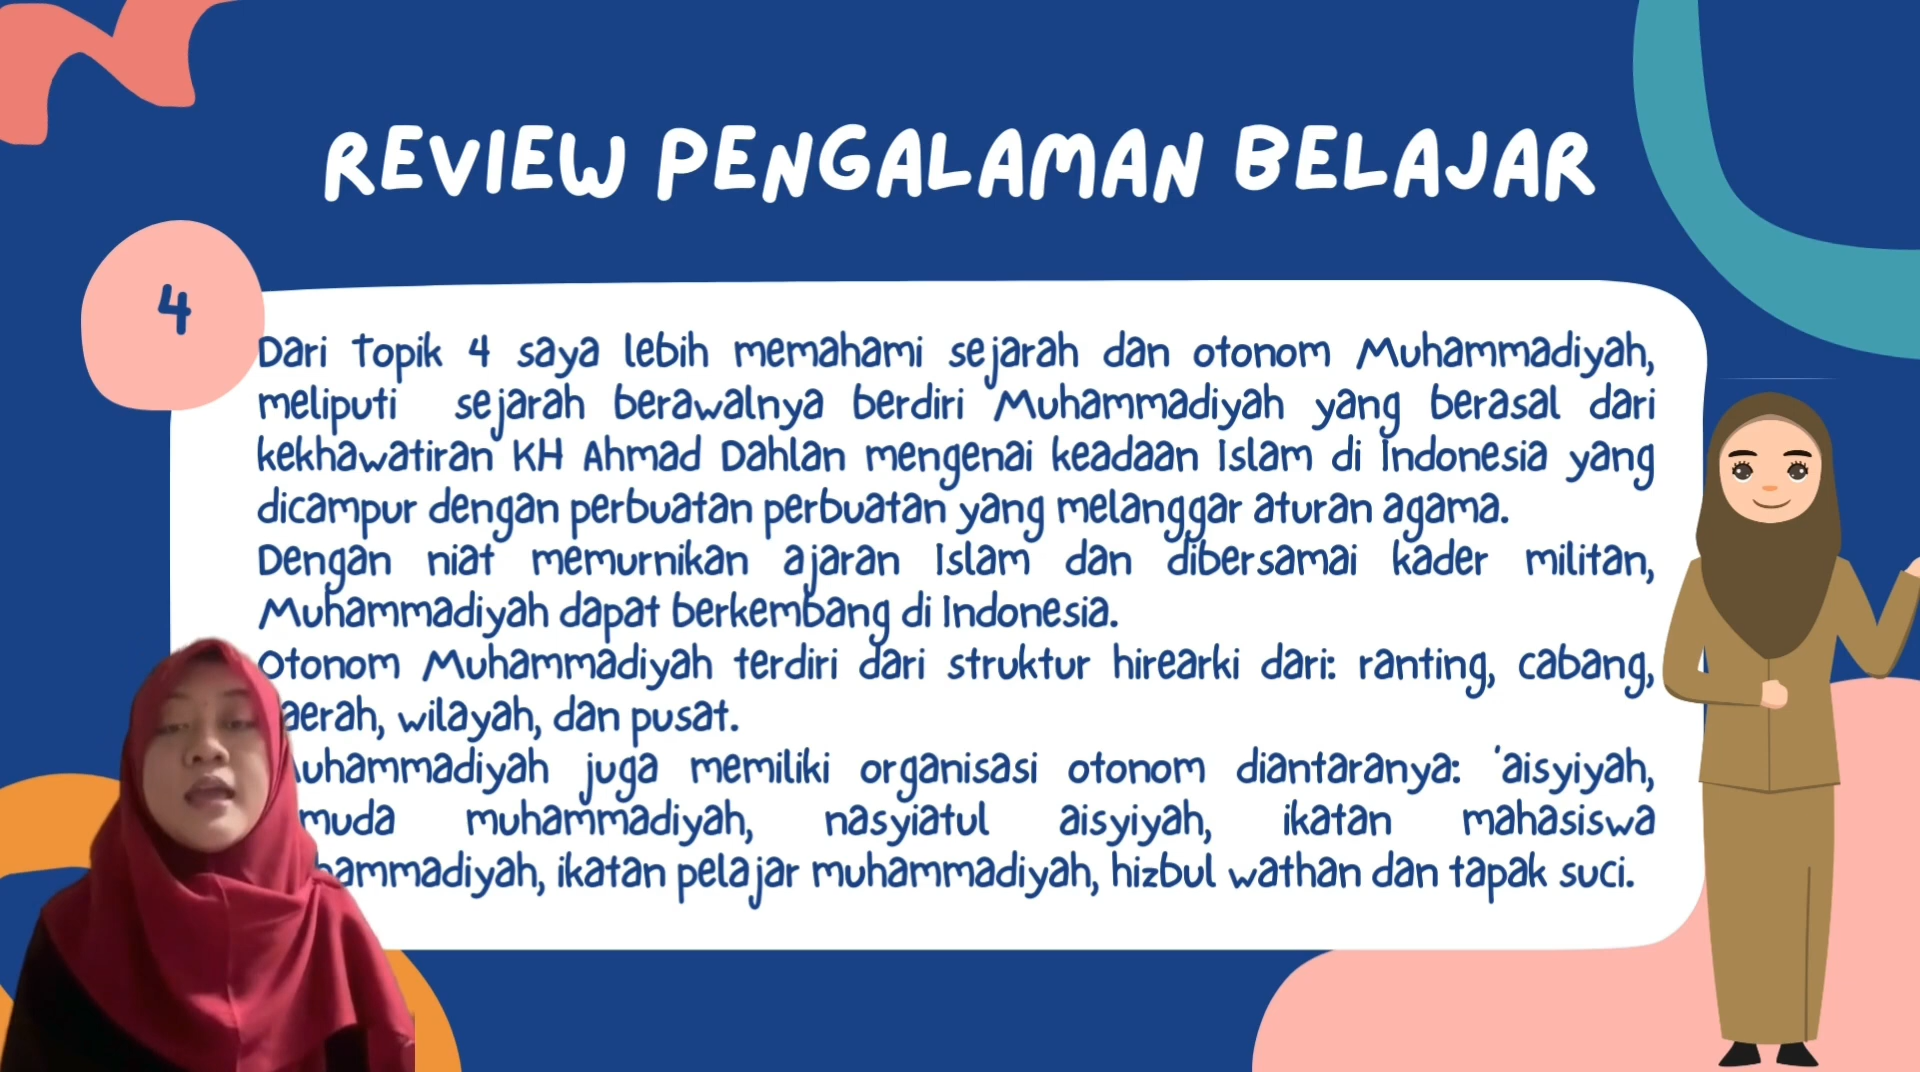 REVIEW PENGALAMAN BELAJAR
4
Dari Topik 4 saya lebih memahami sejarah dan otonom Muhammadiyah,
meliputi sejarah berawalnya berdiri Muhammadiyah yang berasal dari
kekhawatiran KH Ahmad Dahlan mengenai keadaan Islam di Indonesia yang
dicampur dengan perbuatan perbuatan yang melanggar aturan agama.
Dengan niat memurnikan ajaran Islam dan dibersamai kader militan,
Muhammadiyah dapat berkembang di Indonesia.
Otonom Muhammadiyah terdiri dari struktur hirearki dari: ranting, cabang,
aerah, wilayah, dan pusat.
uhammadiyah juga memiliki organisasi otonom diantaranya: 'aisyiyah,
muda muhammadiyah, nasyiatul aisyiyah, ikatan mahasiswa
hammadiyah, ikatan pelajar muhammadiyah, hizbul wathan dan tapak suci.